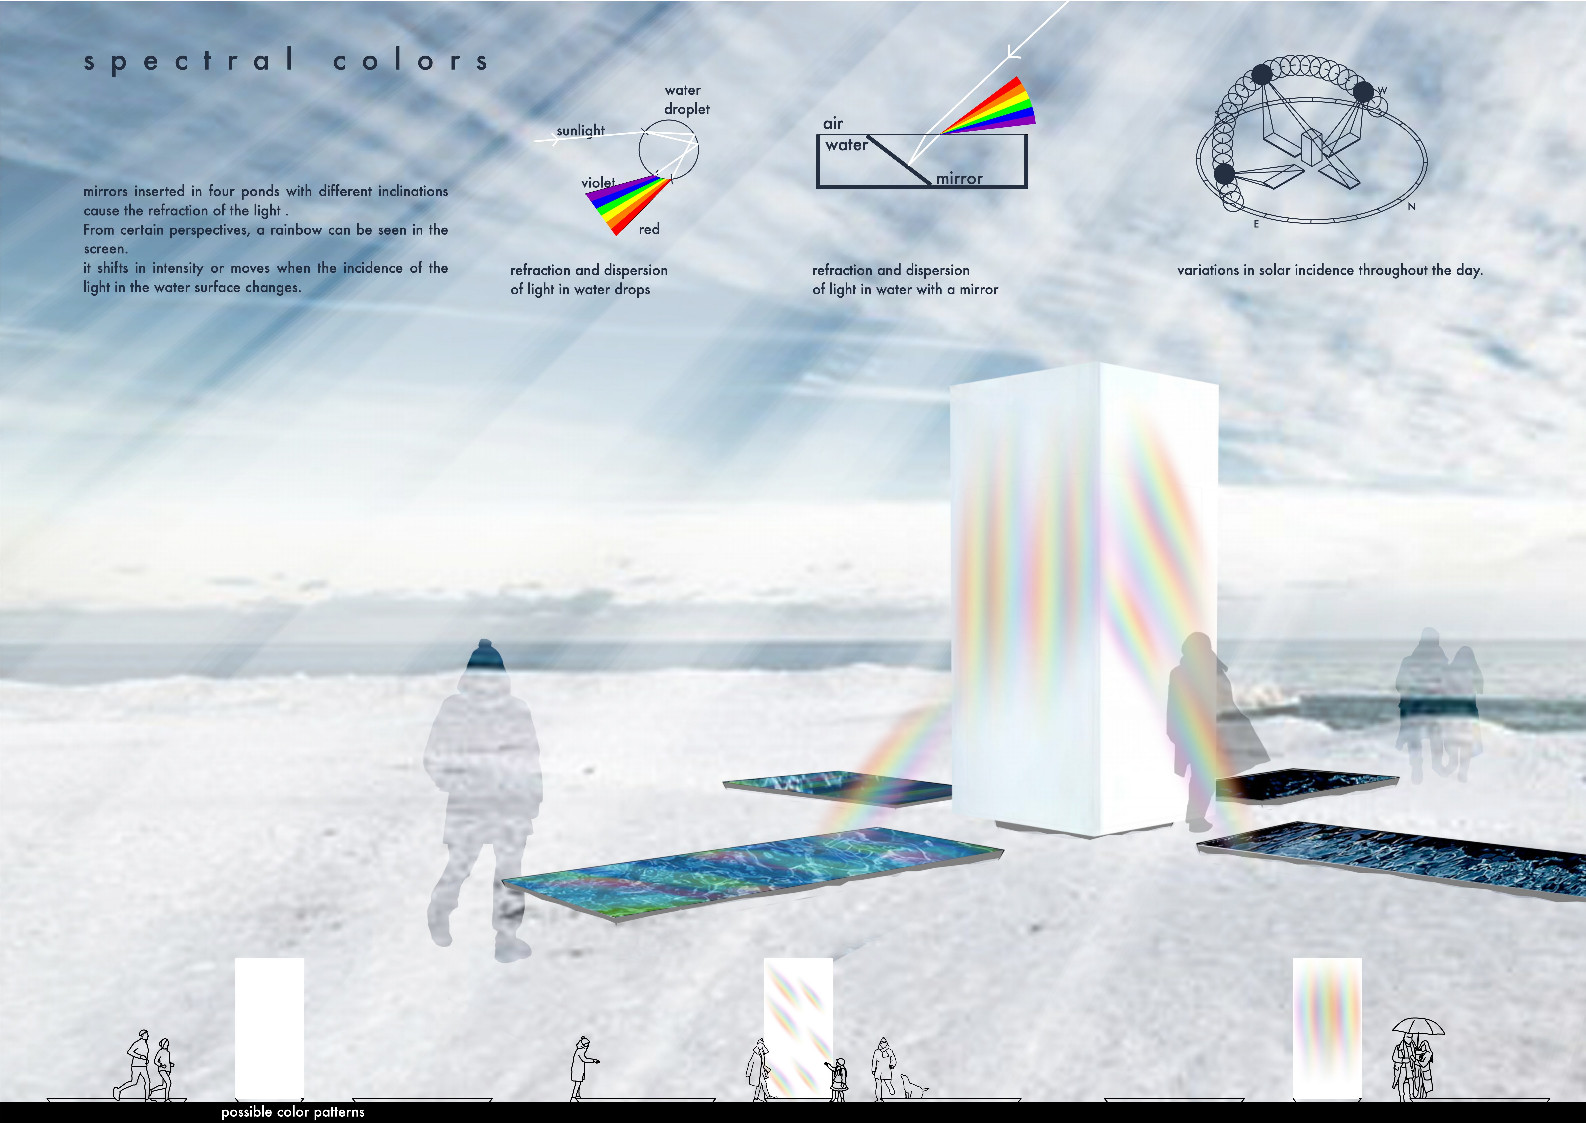 spectral colors
mirrors inserted in four ponds with different inclinations
cause the refraction of the light .
From certain perspectives, a rainbow can be seen in the
screen.
it shifts in intensity or moves when the incidence of the
light in the water surface changes.
water
droplet
sunlight
violet
red
refraction and dispersion
of light in water drops
air
water
mirror
refraction and dispersion
of light in water with a mirror
S
W
N
E
variations in solar incidence throughout the day.
possible color patterns